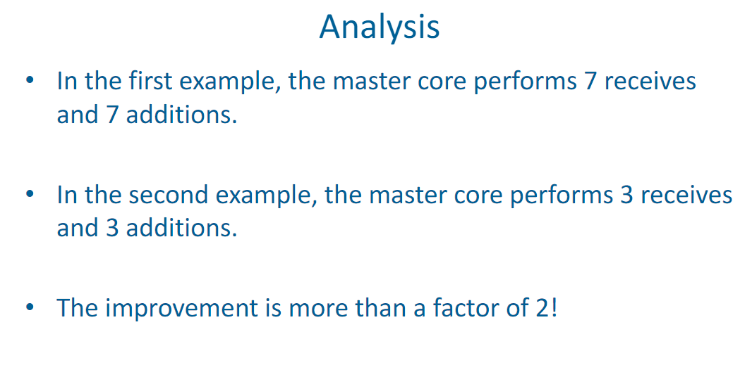 Analysis
• In the first example, the master core performs 7 receives
and 7 additions.
• In the second example, the master core performs 3 receives
and 3 additions.
• The improvement is more than a factor of 2!